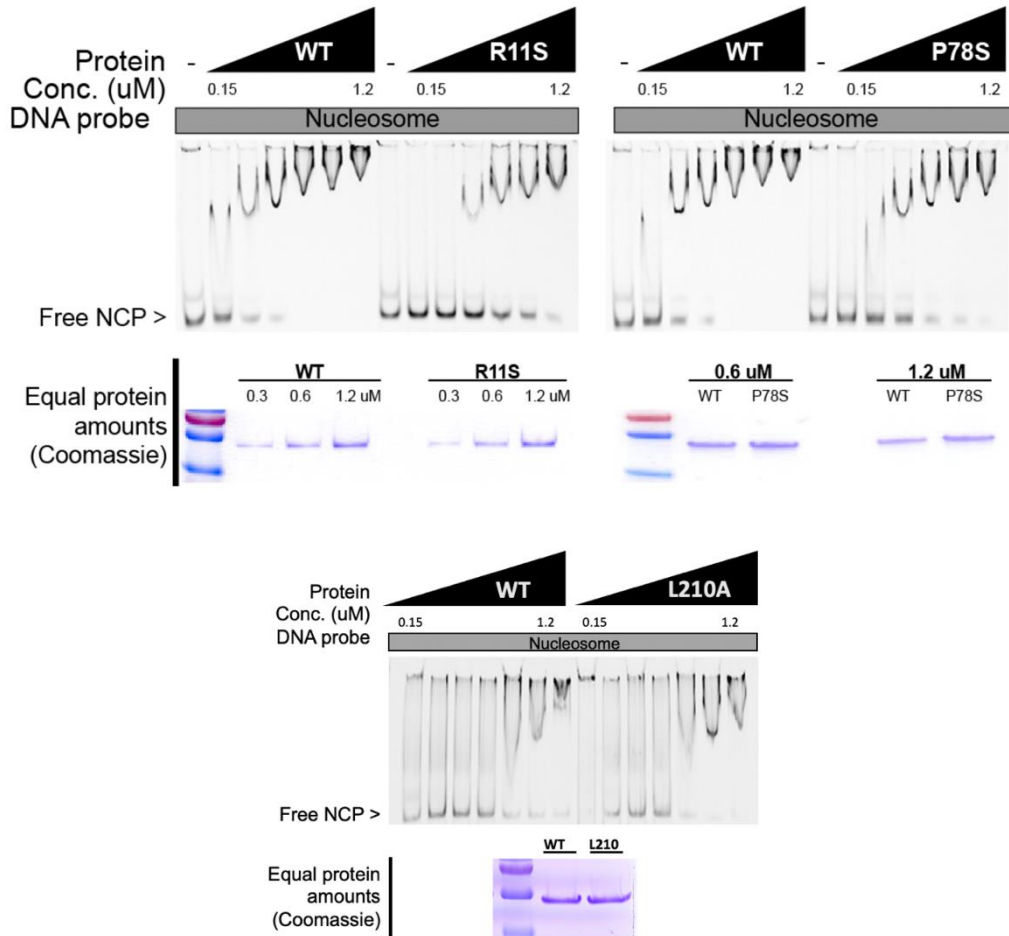 WT R11S
Protein
Conc. (uM)
- 0.15 1.2 - 0.15 1.2
DNA probe
Nucleosome
Free NCP >
WT P78S
- 0.15 1.2 - 0.15 1.2
Nucleosome
Equal protein
amounts
(Coomassie)
WT R11S
0.3 0.6 1.2 uM 0.3 0.6 1.2 uM
0.6 uM 1.2 uM
WT P78S WT P78S
WT L210A
Protein
Conc. (uM)
0.15 1.2 0.15 1.2
DNA probe
Nucleosome
Free NCP >
WT L210
Equal protein
amounts
(Coomassie)